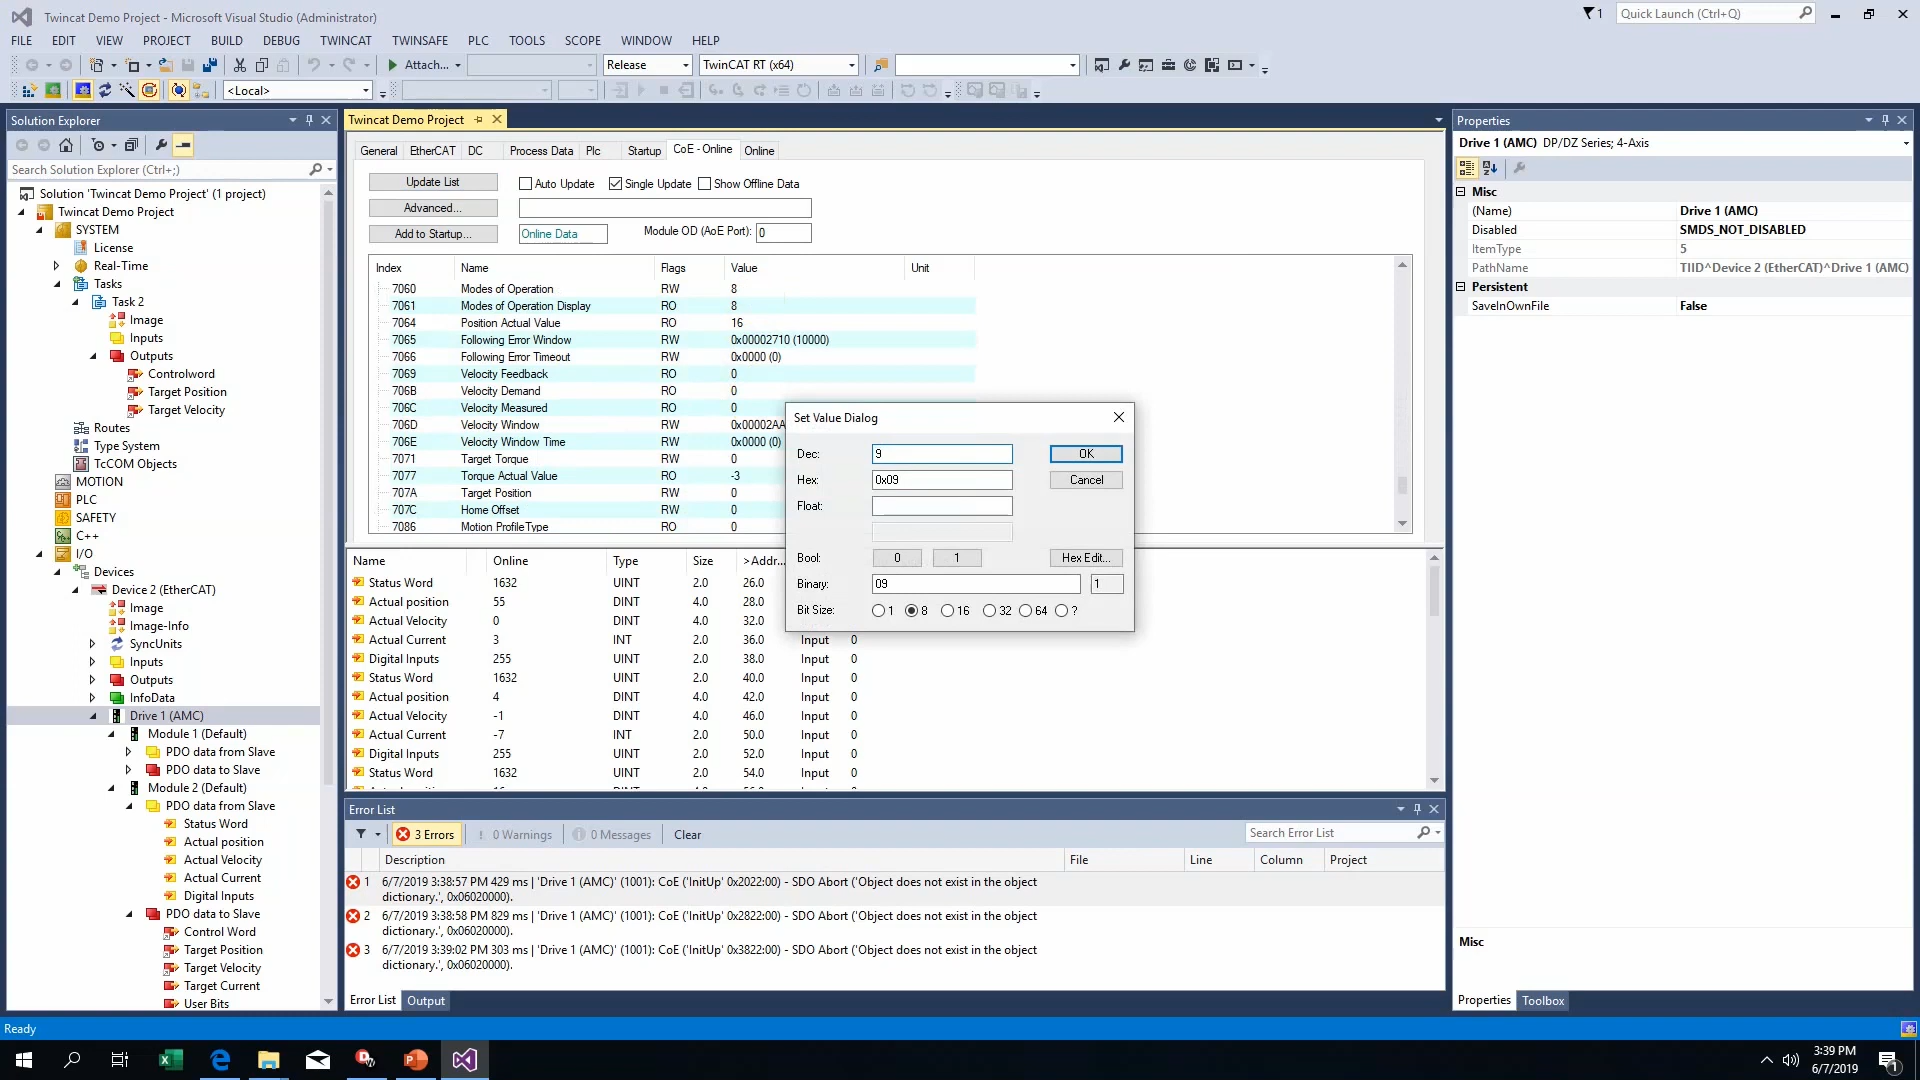 Twincat Demo Project - Microsoft Visual Studio (Administrator)
1
Quick Launch (Ctrl+Q)
FILE EDIT VIEW PROJECT BUILD DEBUG TWINCAT TWINSAFE PLC TOOLS SCOPE WINDOW HELP
Attach... Release TwinCAT RT (x64)
<Local>
Solution Explorer
Search Solution Explorer (Ctrl+;)
Solution 'Twincat Demo Project' (1 project)
Twincat Demo Project
SYSTEM
License
Real-Time
Tasks
Task 2
Image
Inputs
Outputs
Controlword
Target Position
Target Velocity
Routes
Type System
TcCOM Objects
MOTION
PLC
SAFETY
C++
I/O
Devices
Device 2 (EtherCAT)
Image
Image-Info
SyncUnits
Inputs
Outputs
InfoData
Drive 1 (AMC)
Module 1 (Default)
PDO data from Slave
PDO data to Slave
Module 2 (Default)
PDO data from Slave
Status Word
Actual position
Actual Velocity
Actual Current
Digital Inputs
PDO data to Slave
Control Word
Target Position
Target Velocity
Target Current
User Bits
Twincat Demo Project
General EtherCAT DC Process Data Plc Startup CoE - Online Online
Update List Auto Update Single Update Show Offline Data
Advanced...
Add to Startup... Online Data Module OD (AoE Port): 0
Index Name Flags Value Unit
7060 Modes of Operation RW 8
7061 Modes of Operation Display RO 8
7064 Position Actual Value RO 16
7065 Following Error Window RW 0x00002710 (10000)
7066 Following Error Timeout RW 0x0000 (0)
7069 Velocity Feedback RO 0
706B Velocity Demand RO 0
706C Velocity Measured RO 0
706D Velocity Window RW 0x00002AA
706E Velocity Window Time RW 0x0000 (0)
7071 Target Torque RW 0
7077 Torque Actual Value RO -3
707A Target Position RW 0
707C Home Offset RW 0
7086 Motion ProfileType RO 0
Set Value Dialog
Dec: 9 OK
Hex: 0x09 Cancel
Float:
Bool: 0 1 Hex Edit...
Binary: 09 1
Bit Size: 1 8 16 32 64 ?
Name Online Type Size >Addr...
Status Word 1632 UINT 2.0 26.0
Actual position 55 DINT 4.0 28.0
Actual Velocity 0 DINT 4.0 32.0
Actual Current 3 INT 2.0 36.0 Input 0
Digital Inputs 255 UINT 2.0 38.0 Input 0
Status Word 1632 UINT 2.0 40.0 Input 0
Actual position 4 DINT 4.0 42.0 Input 0
Actual Velocity -1 DINT 4.0 46.0 Input 0
Actual Current -7 INT 2.0 50.0 Input 0
Digital Inputs 255 UINT 2.0 52.0 Input 0
Status Word 1632 UINT 2.0 54.0 Input 0
Error List
3 Errors 0 Warnings 0 Messages Clear Search Error List
Description File Line Column Project
1 6/7/2019 3:38:57 PM 429 ms | 'Drive 1 (AMC)' (1001): CoE ('InitUp' 0x2022:00) - SDO Abort ('Object does not exist in the object
dictionary.', 0x06020000).
2 6/7/2019 3:38:58 PM 829 ms | 'Drive 1 (AMC)' (1001): CoE ('InitUp' 0x2822:00) - SDO Abort ('Object does not exist in the object
dictionary.', 0x06020000).
3 6/7/2019 3:39:02 PM 303 ms | 'Drive 1 (AMC)' (1001): CoE ('InitUp' 0x3822:00) - SDO Abort ('Object does not exist in the object
dictionary.', 0x06020000).
Error List Output
Properties
Drive 1 (AMC) DP/DZ Series; 4-Axis
Misc
(Name) Drive 1 (AMC)
Disabled SMDS_NOT_DISABLED
ItemType 5
PathName TIID^Device 2 (EtherCAT)^Drive 1 (AMC)
Persistent
SaveInOwnFile False
Misc
Properties Toolbox
Ready
3:39 PM
6/7/2019
1